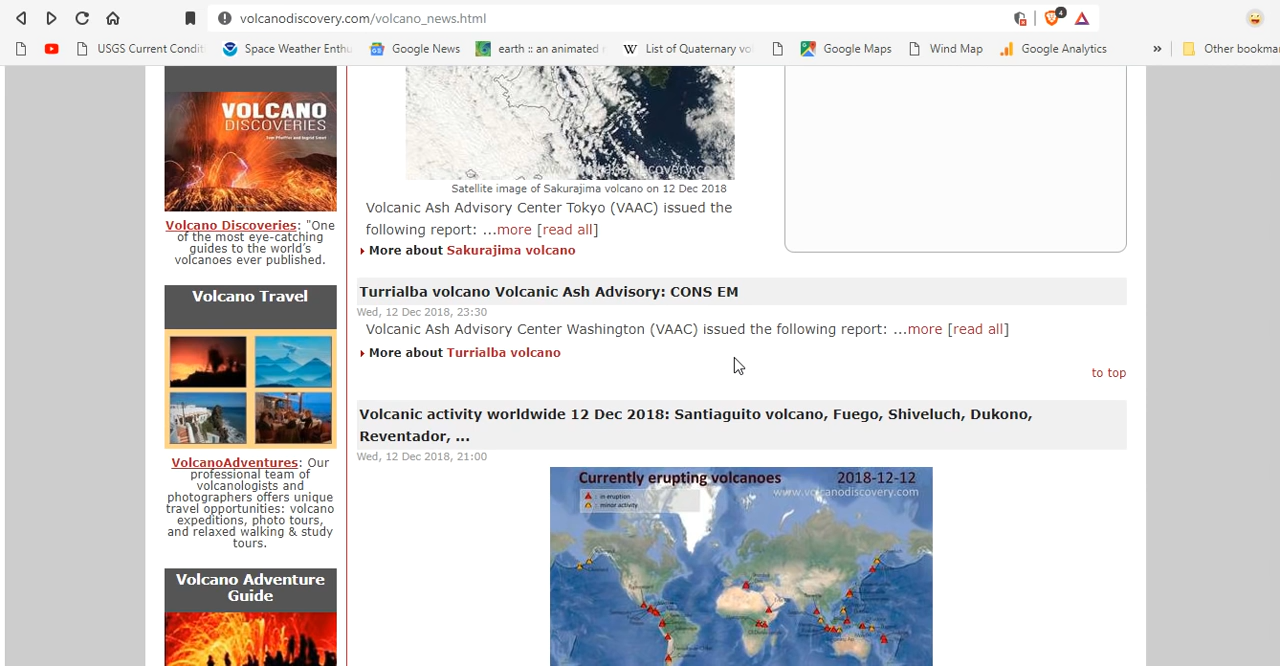 volcanodiscovery.com/volcano_news.html
4
USGS Current Condit
Space Weather Enthu
Google News
earth :: an animated
List of Quaternary vo
Google Maps
Wind Map
Google Analytics
»
Other bookma
VOLCANO
DISCOVERIES
Volcano Discoveries: "One
of the most eye-catching
guides to the world's
volcanoes ever published.
Volcano Travel
VolcanoAdventures: Our
professional team of
volcanologists and
photographers offers unique
travel opportunities: volcano
expeditions, photo tours,
and relaxed walking & study
tours.
Volcano Adventure
Guide
Satellite image of Sakurajima volcano on 12 Dec 2018
Volcanic Ash Advisory Center Tokyo (VAAC) issued the
following report: ...more [read all]
More about Sakurajima volcano
Turrialba volcano Volcanic Ash Advisory: CONS EM
Wed, 12 Dec 2018, 23:30
Volcanic Ash Advisory Center Washington (VAAC) issued the following report: ...more [read all]
More about Turrialba volcano
to top
Volcanic activity worldwide 12 Dec 2018: Santiaguito volcano, Fuego, Shiveluch, Dukono,
Reventador, ...
Wed, 12 Dec 2018, 21:00
Currently erupting volcanoes
2018-12-12
www.volcanodiscovery.com
: in eruption
: minor activity